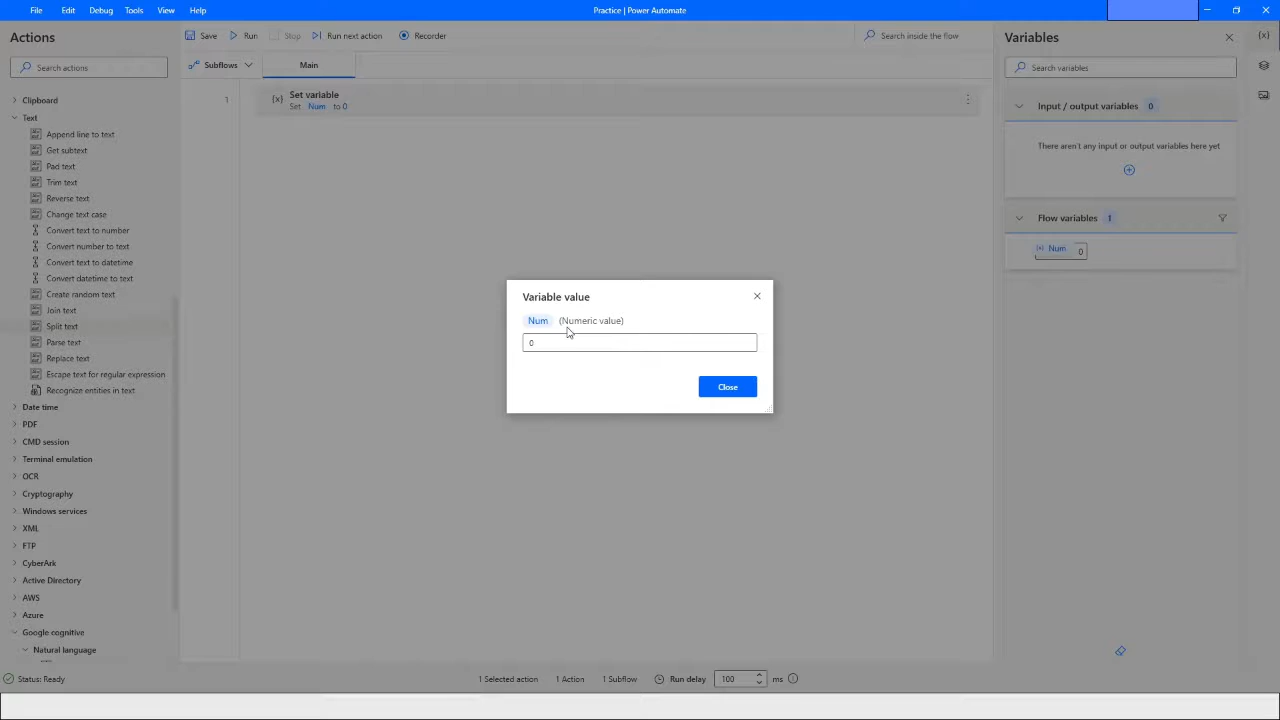 File Edit Debug Tools View Help
Practice | Power Automate
Actions
Search actions
Clipboard
Text
Append line to text
Get subtext
Pad text
Trim text
Reverse text
Change text case
Convert text to number
Convert number to text
Convert text to datetime
Convert datetime to text
Create random text
Join text
Split text
Parse text
Replace text
Escape text for regular expression
Recognize entities in text
Date time
PDF
CMD session
Terminal emulation
OCR
Cryptography
Windows services
XML
FTP
CyberArk
Active Directory
AWS
Azure
Google cognitive
Natural language
Save Run Stop Run next action Recorder
Search inside the flow
Subflows Main
1
{x} Set variable
Set Num to 0
Variable value
Num (Numeric value)
0
Close
Variables
{x}
Search variables
Input / output variables 0
There aren't any input or output variables here yet
Flow variables 1
(x) Num 0
Status: Ready
1 Selected action 1 Action 1 Subflow Run delay 100 ms